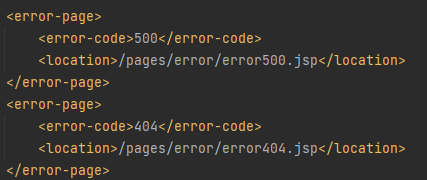 <error-page>
    <error-code>500</error-code>
    <location>/pages/error/error500.jsp</location>
</error-page>
<error-page>
    <error-code>404</error-code>
    <location>/pages/error/error404.jsp</location>
</error-page>